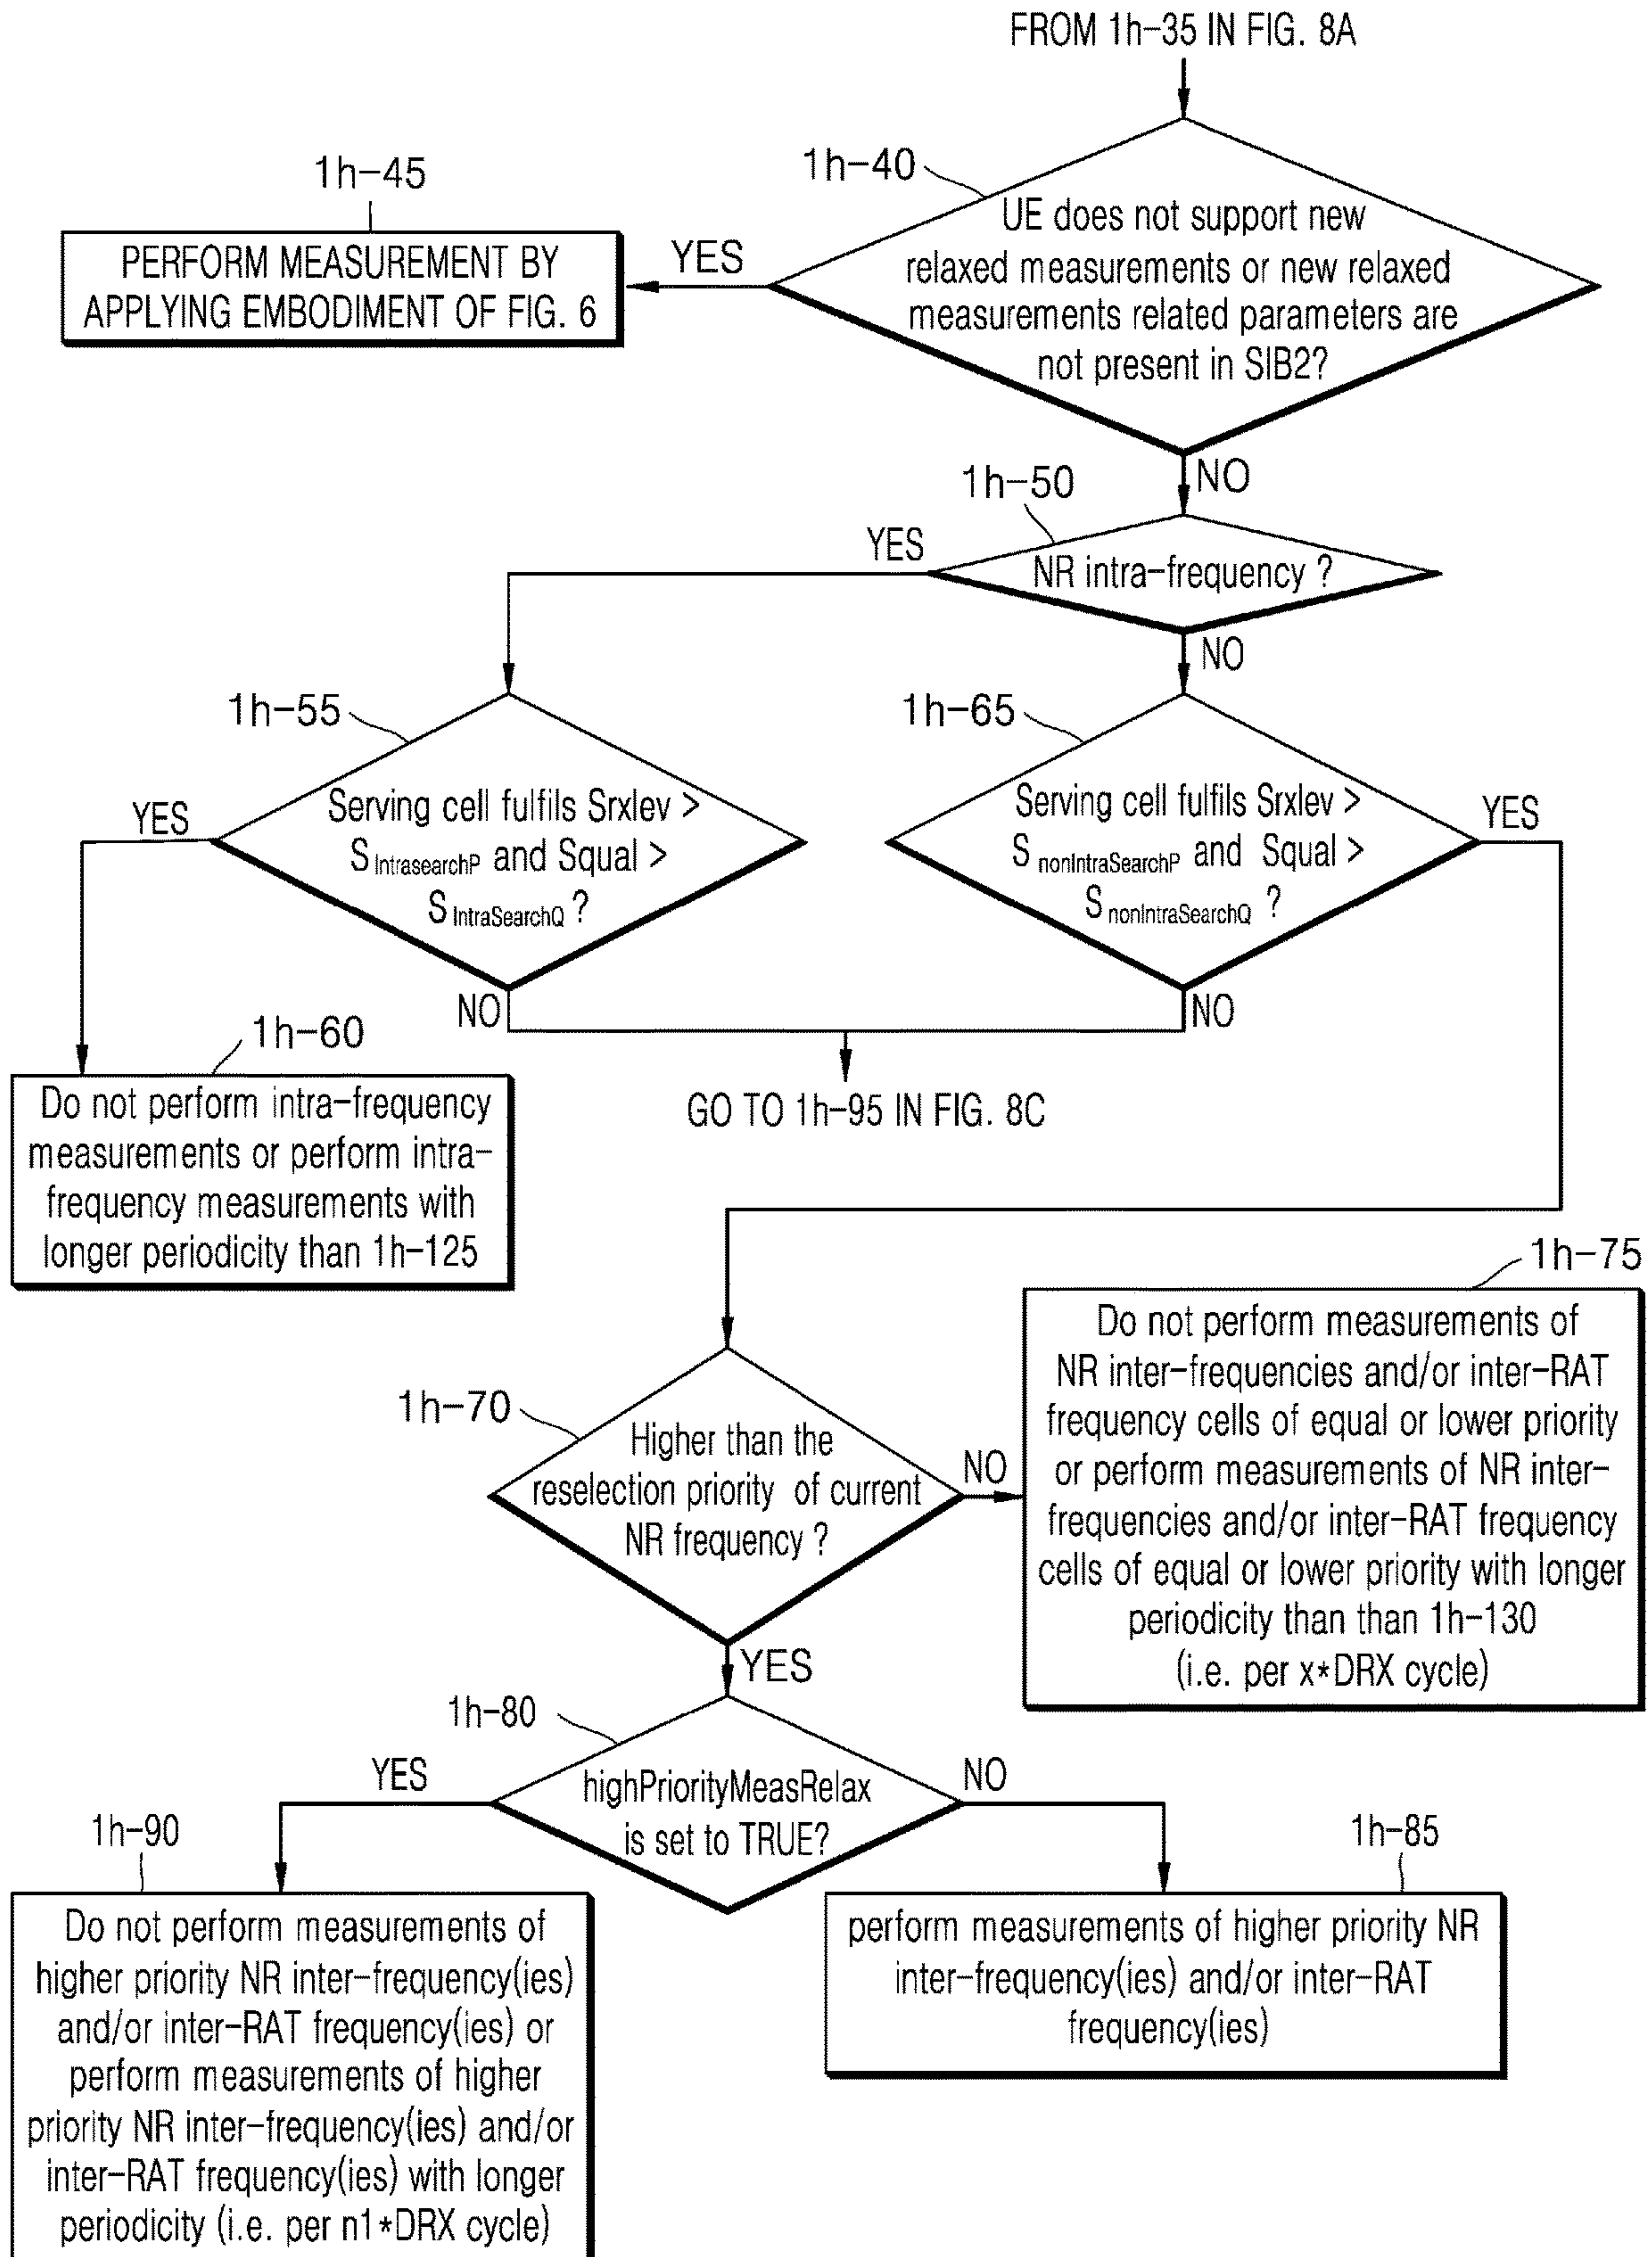 FROM 1h-35 IN FIG. 8A
1h-40
UE does not support new
relaxed measurements or new relaxed
measurements related parameters are
not present in SIB2?
1h-45
YES
PERFORM MEASUREMENT BY
APPLYING EMBODIMENT OF FIG. 6
NO
1h-50
YES
NR intra-frequency ?
NO
1h-55
YES
Serving cell fulfils Srxlev >
S IntrasearchP and Squal >
S IntraSearchQ ?
NO
1h-65
Serving cell fulfils Srxlev >
S nonIntraSearchP and Squal >
S nonIntraSearchQ ?
YES
NO
1h-60
Do not perform intra-frequency
measurements or perform intra-
frequency measurements with
longer periodicity than 1h-125
GO TO 1h-95 IN FIG. 8C
1h-70
Higher than the
reselection priority of current
NR frequency ?
NO
1h-75
Do not perform measurements of
NR inter-frequencies and/or inter-RAT
frequency cells of equal or lower priority
or perform measurements of NR inter-
frequencies and/or inter-RAT frequency
cells of equal or lower priority with longer
periodicity than than 1h-130
(i.e. per x*DRX cycle)
YES
1h-80
YES
highPriorityMeasRelax
is set to TRUE?
NO
1h-90
Do not perform measurements of
higher priority NR inter-frequency(ies)
and/or inter-RAT frequency(ies) or
perform measurements of higher
priority NR inter-frequency(ies) and/or
inter-RAT frequency(ies) with longer
periodicity (i.e. per n1*DRX cycle)
1h-85
perform measurements of higher priority NR
inter-frequency(ies) and/or inter-RAT
frequency(ies)